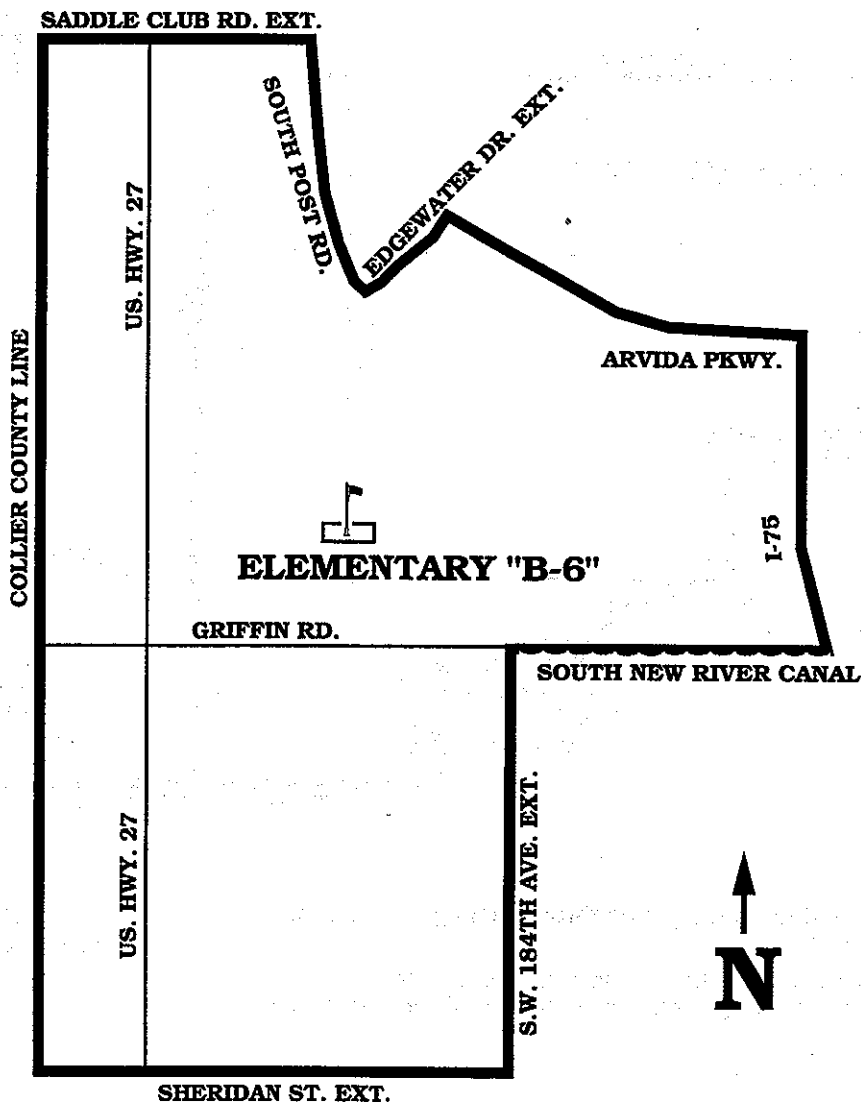 SADDLE CLUB RD. EXT.
SOUTH POST RD.
EDGEWATER DR. EXT.
US. HWY. 27
COLLIER COUNTY LINE
ARVIDA PKWY.
I-75
ELEMENTARY "B-6"
GRIFFIN RD.
SOUTH NEW RIVER CANAL
US. HWY. 27
S.W. 184TH AVE. EXT.
N
SHERIDAN ST. EXT.